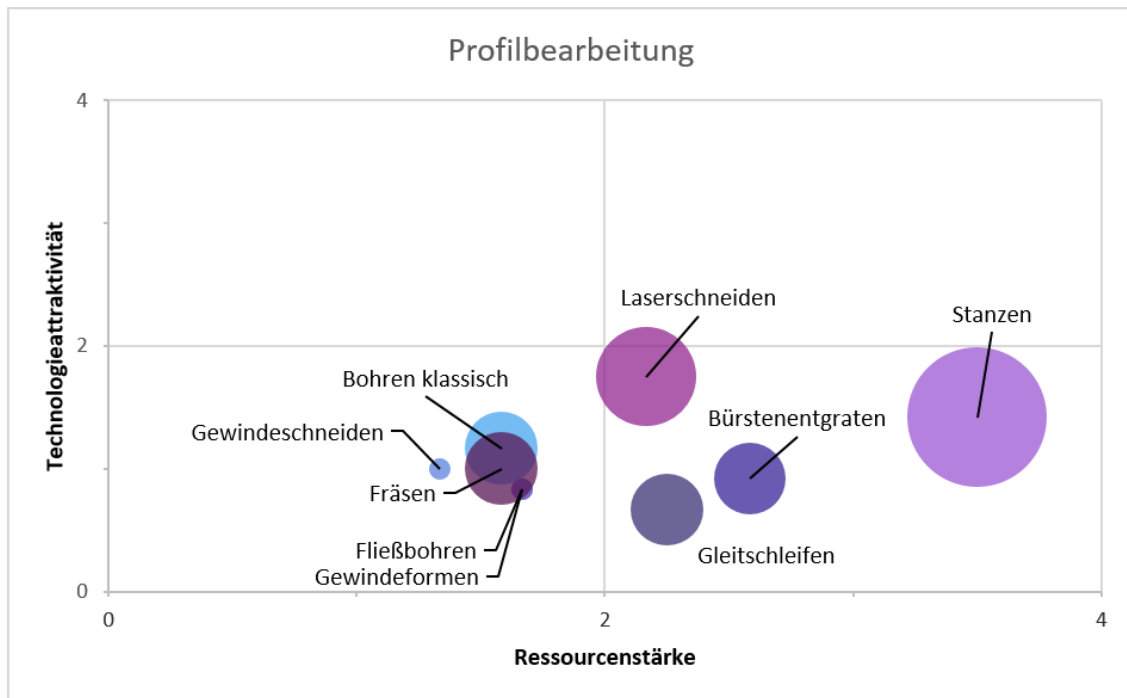 Profilbearbeitung
4
Technologieattraktivität
Laserschneiden
Stanzen
2
Bohren klassisch
Bürstenentgraten
Gewindeschneiden
Fräsen
Fließbohren
Gleitschleifen
Gewindeformen
0
0
2
4
Ressourcenstärke